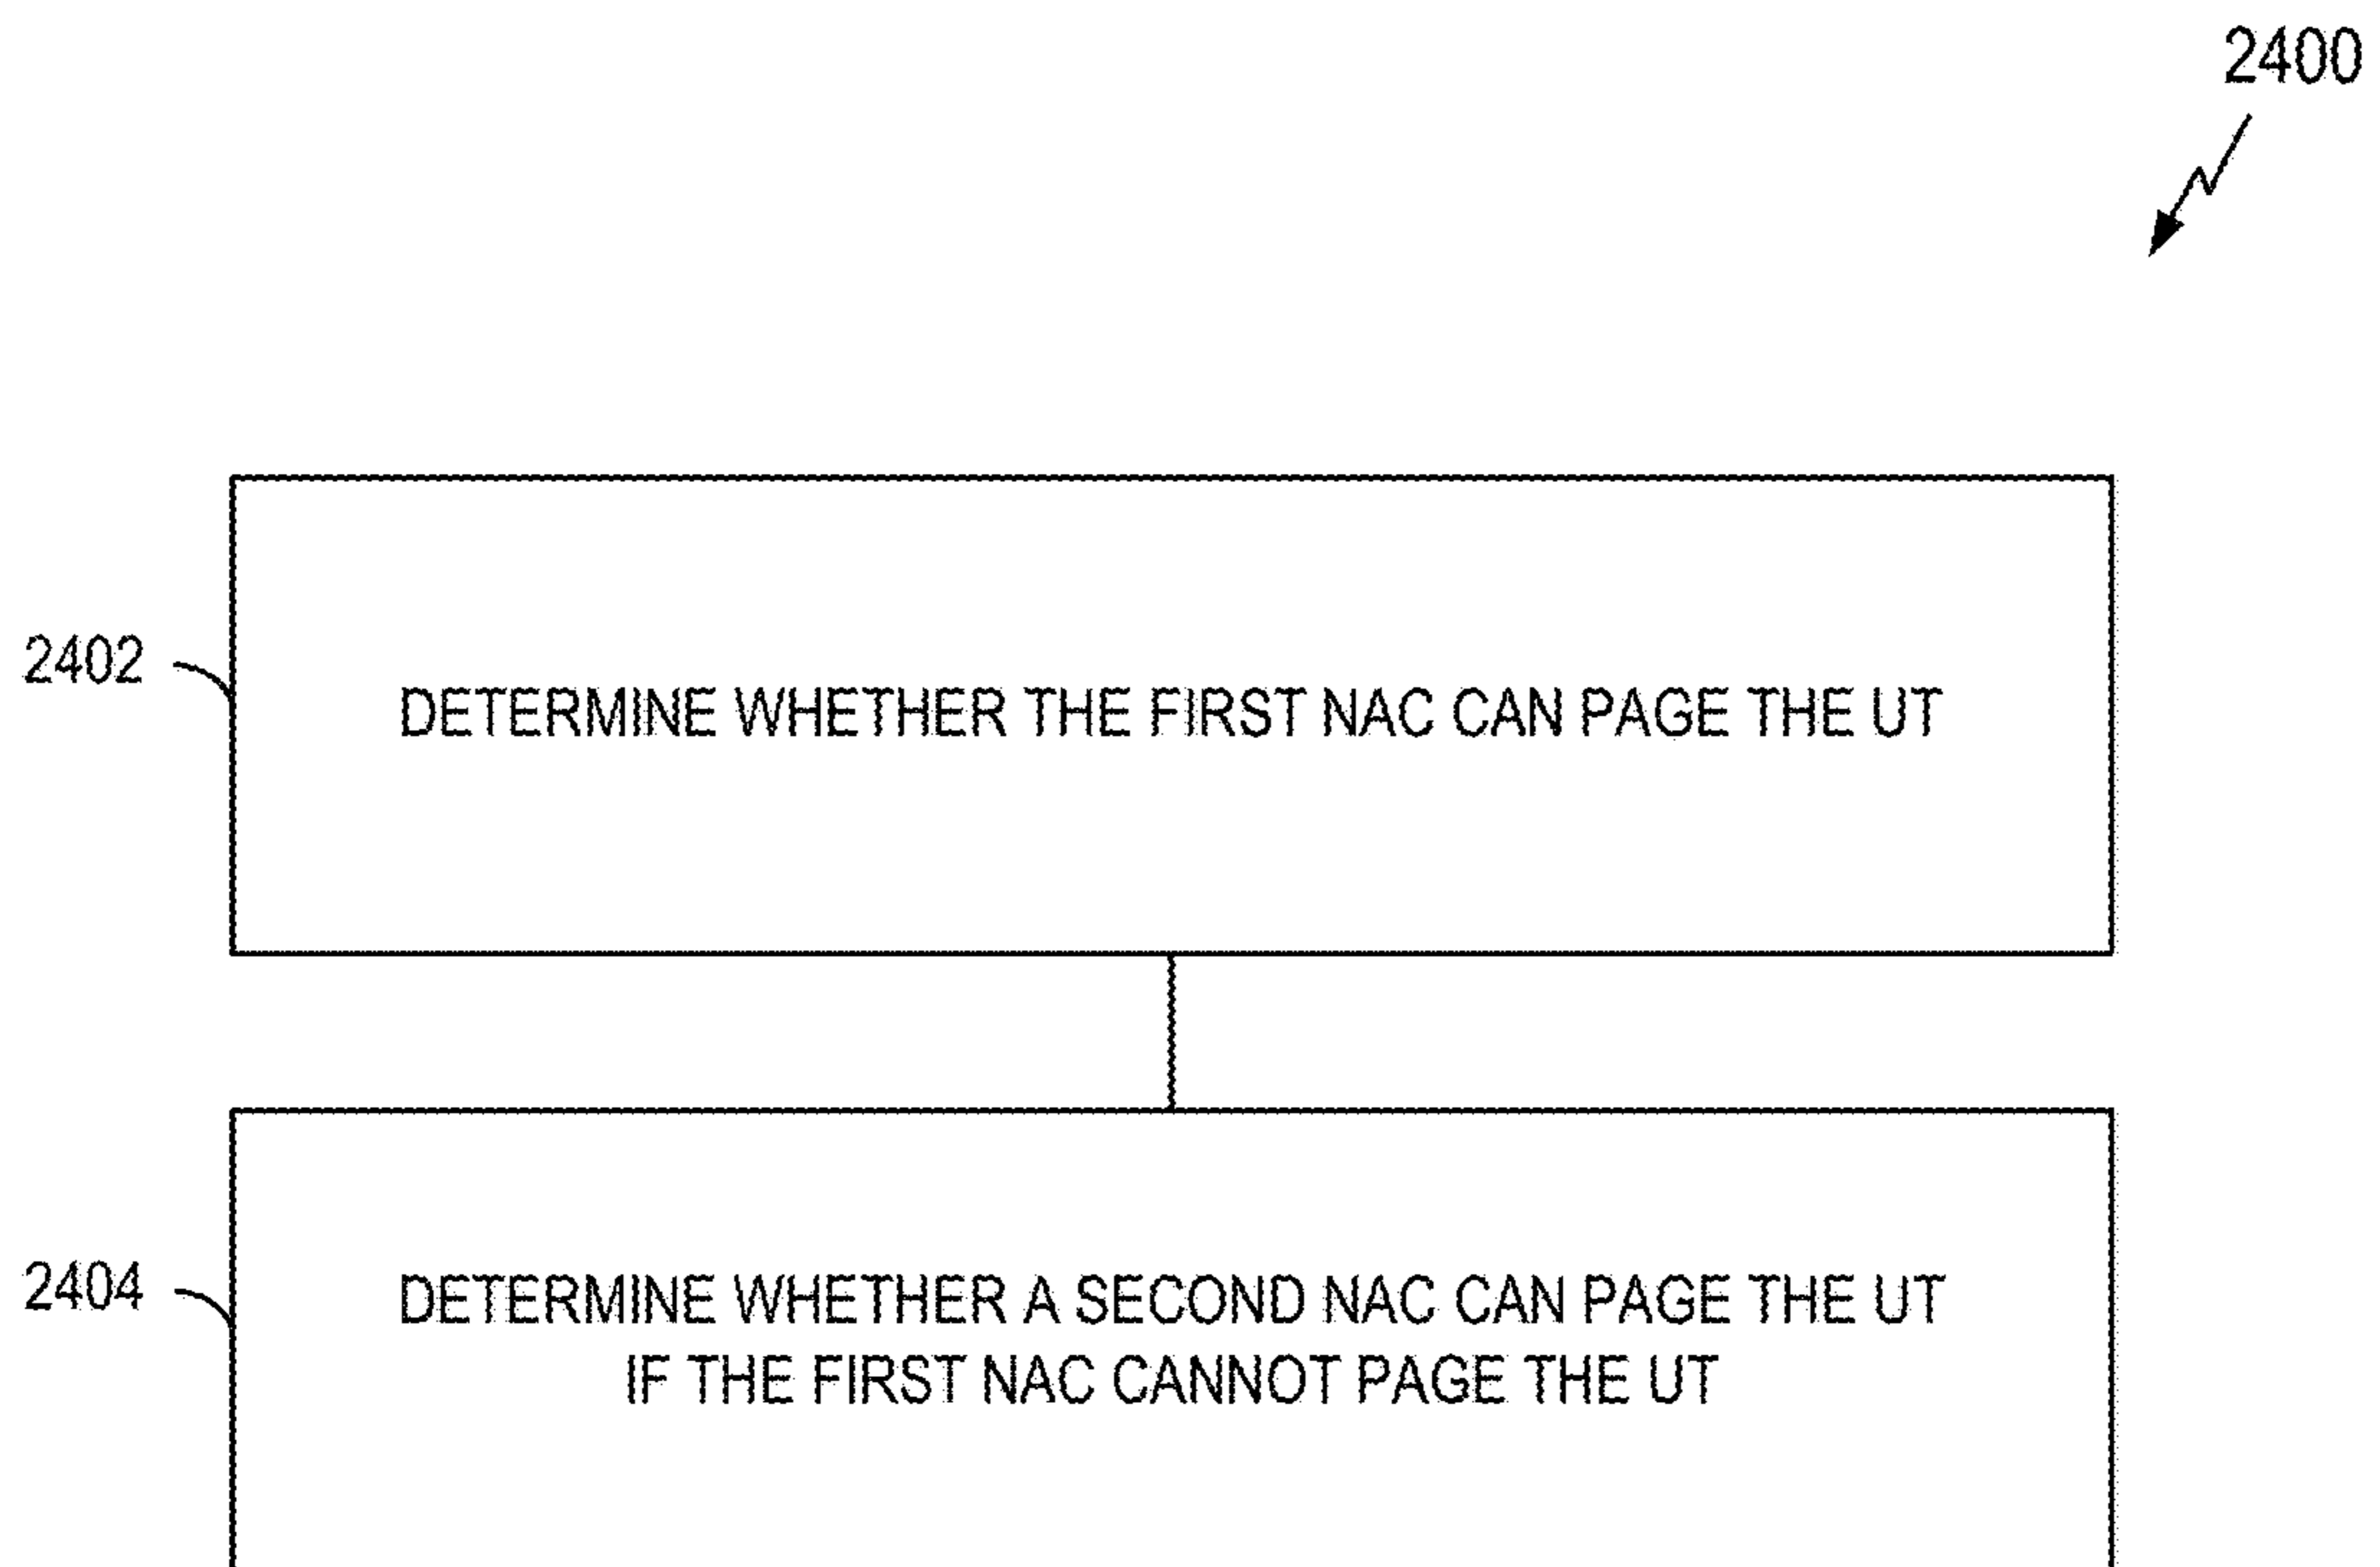 2400
2402
DETERMINE WHETHER THE FIRST NAC CAN PAGE THE UT
2404
DETERMINE WHETHER A SECOND NAC CAN PAGE THE UT
IF THE FIRST NAC CANNOT PAGE THE UT